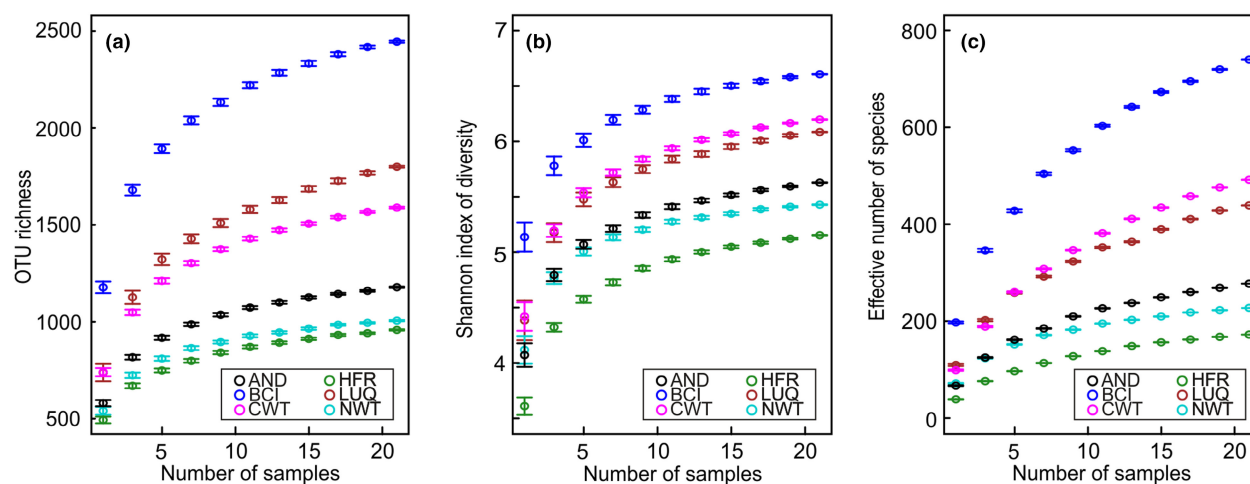 (a)
OTU richness
2500
2000
1500
1000
500
5 10 15 20
Number of samples
AND HFR
BCI LUQ
CWT NWT
(b)
Shannon index of diversity
7
6
5
4
5 10 15 20
Number of samples
AND HFR
BCI LUQ
CWT NWT
(c)
Effective number of species
800
600
400
200
0
5 10 15 20
Number of samples
AND HFR
BCI LUQ
CWT NWT